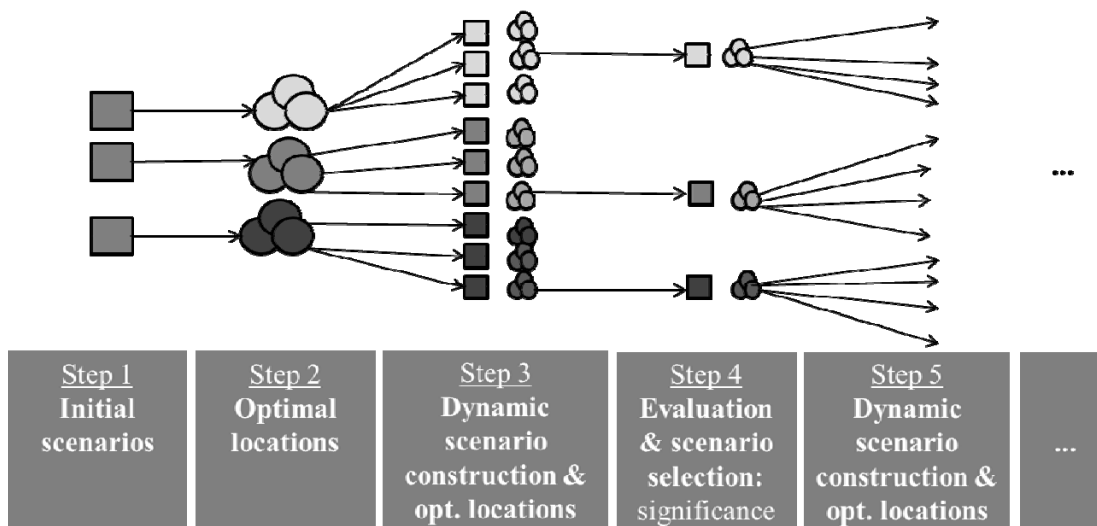 ...
Step 1
Initial
scenarios
Step 2
Optimal
locations
Step 3
Dynamic
scenario
construction &
opt. locations
Step 4
Evaluation
& scenario
selection:
significance
Step 5
Dynamic
scenario
construction &
opt. locations
...